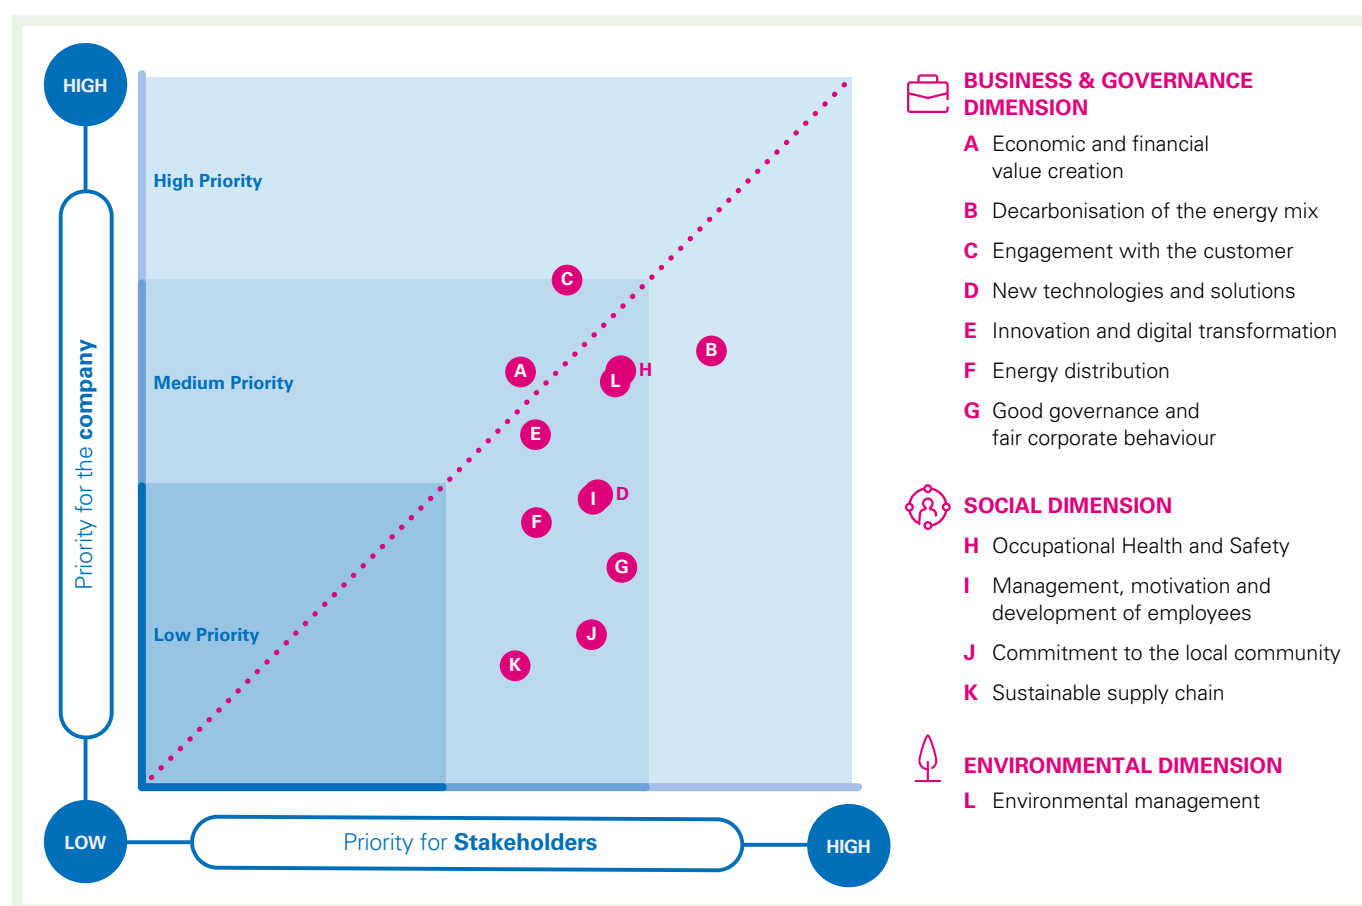 HIGH
High Priority
C
B
A
H
L
Medium Priority
E
I
D
F
G
Low Priority
J
K
Priority for the company
LOW
Priority for Stakeholders
HIGH
BUSINESS & GOVERNANCE
DIMENSION
A Economic and financial
value creation
B Decarbonisation of the energy mix
C Engagement with the customer
D New technologies and solutions
E Innovation and digital transformation
F Energy distribution
G Good governance and
fair corporate behaviour
SOCIAL DIMENSION
H Occupational Health and Safety
I Management, motivation and
development of employees
J Commitment to the local community
K Sustainable supply chain
ENVIRONMENTAL DIMENSION
L Environmental management